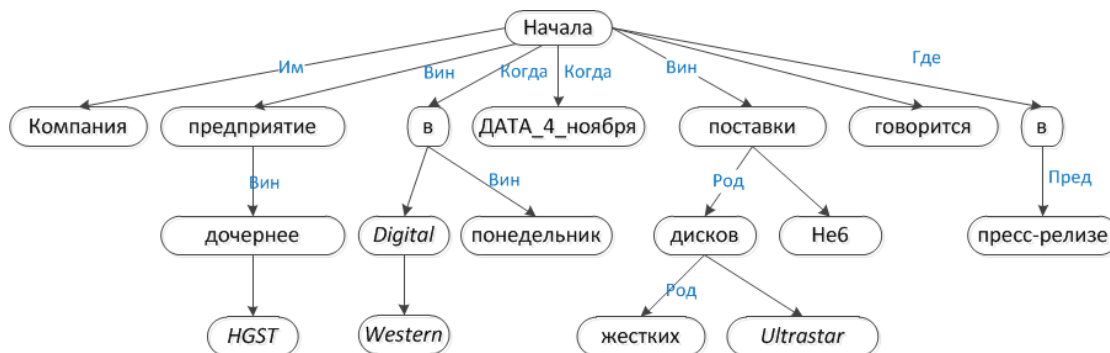 Начала
Им
Вин
Когда
Когда
Вин
Где
Компания
предприятие
в
ДАТА_4_ноября
поставки
говорится
в
Вин
Вин
Род
Пред
дочернее
Digital
понедельник
дисков
He6
пресс-релизе
Род
HGST
Western
жестких
Ultrastar